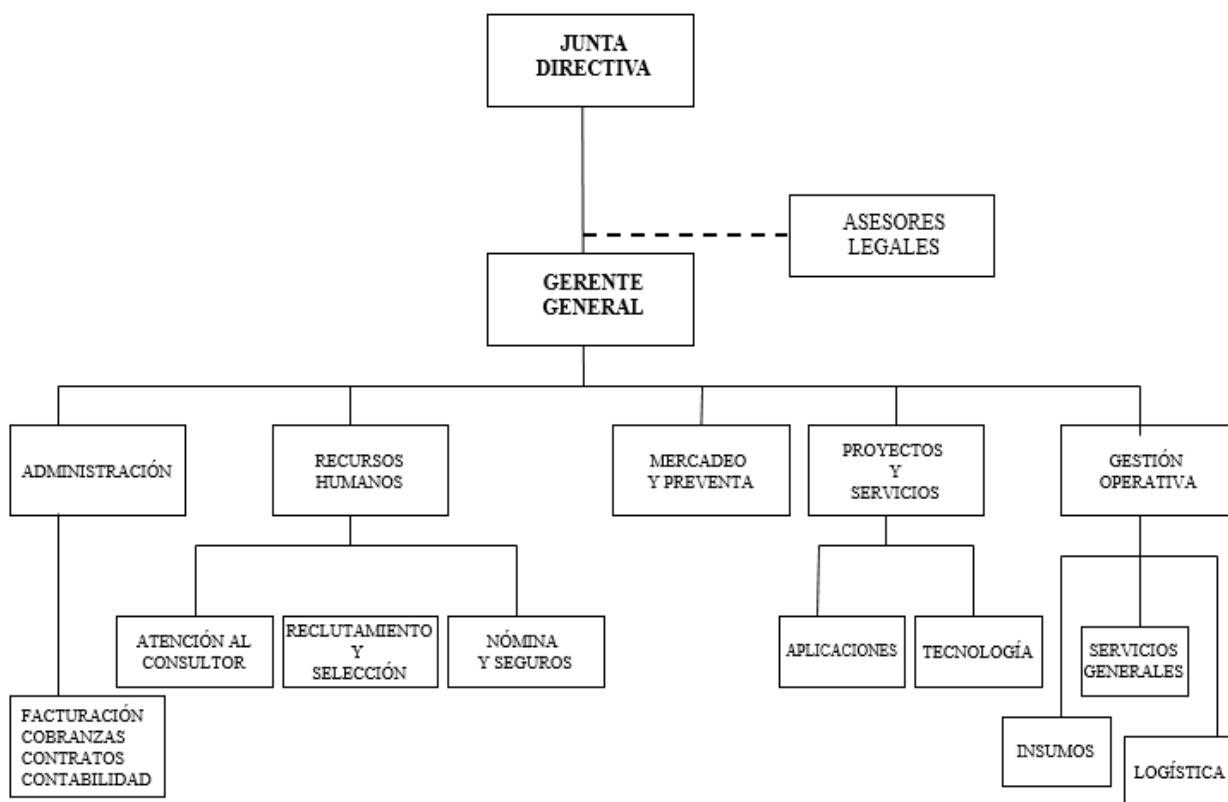 JUNTA
DIRECTIVA
ASESORES
LEGALES
GERENTE
GENERAL
ADMINISTRACIÓN
RECURSOS
HUMANOS
MERCADEO
Y PREVENTA
PROYECTOS
Y
SERVICIOS
GESTIÓN
OPERATIVA
ATENCIÓN AL
CONSULTOR
RECLUTAMIENTO
Y
SELECCIÓN
NÓMINA
Y SEGUROS
APLICACIONES
TECNOLOGÍA
SERVICIOS
GENERALES
FACTURACIÓN
COBRANZAS
CONTRATOS
CONTABILIDAD
INSUMOS
LOGÍSTICA